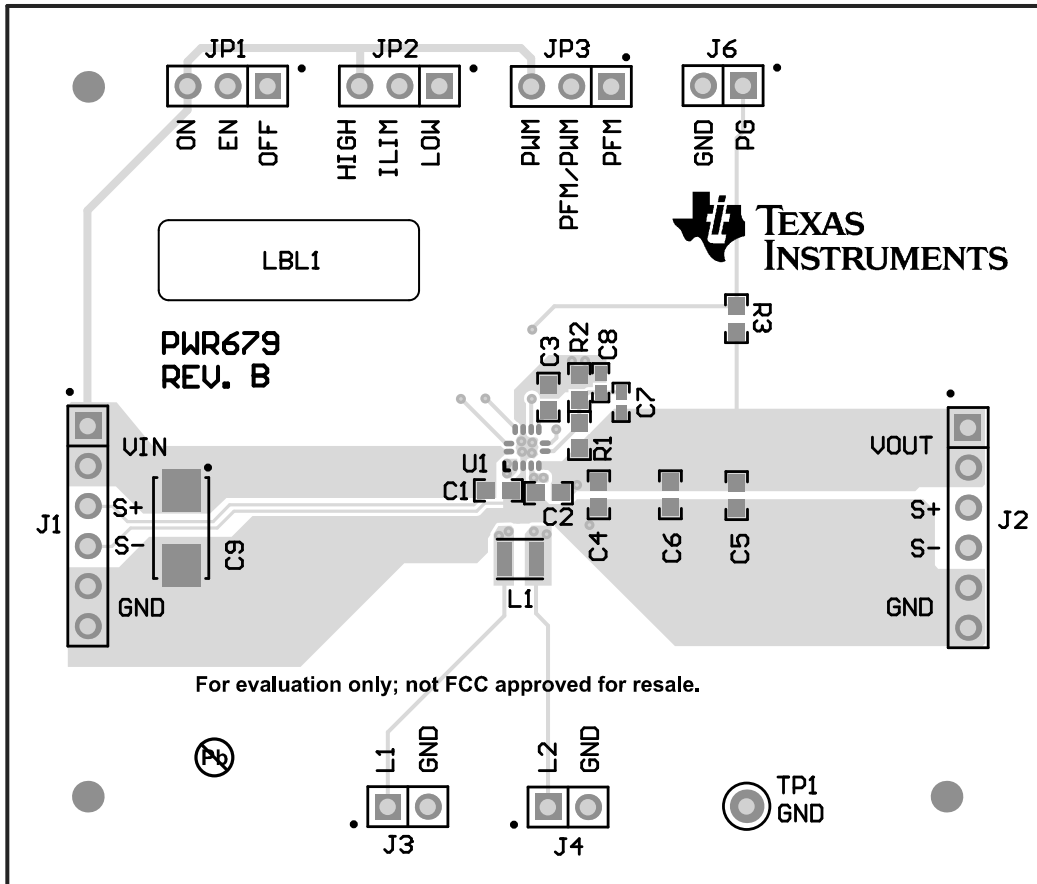 JP1
JP2
JP3
J6
ON
EN
OFF
HIGH
ILIM
LOW
PWM
PFM/PWM
PFM
GND
PG
TEXAS
INSTRUMENTS
LBL1
PWR679
REV. B
R3
C3
R2
C8
C7
R1
U1
C1
C2
C4
C6
C5
VIN
S+
S-
GND
J1
C9
VOUT
S+
S-
GND
J2
L1
For evaluation only; not FCC approved for resale.
Pb
L1
GND
J3
L2
GND
J4
TP1
GND